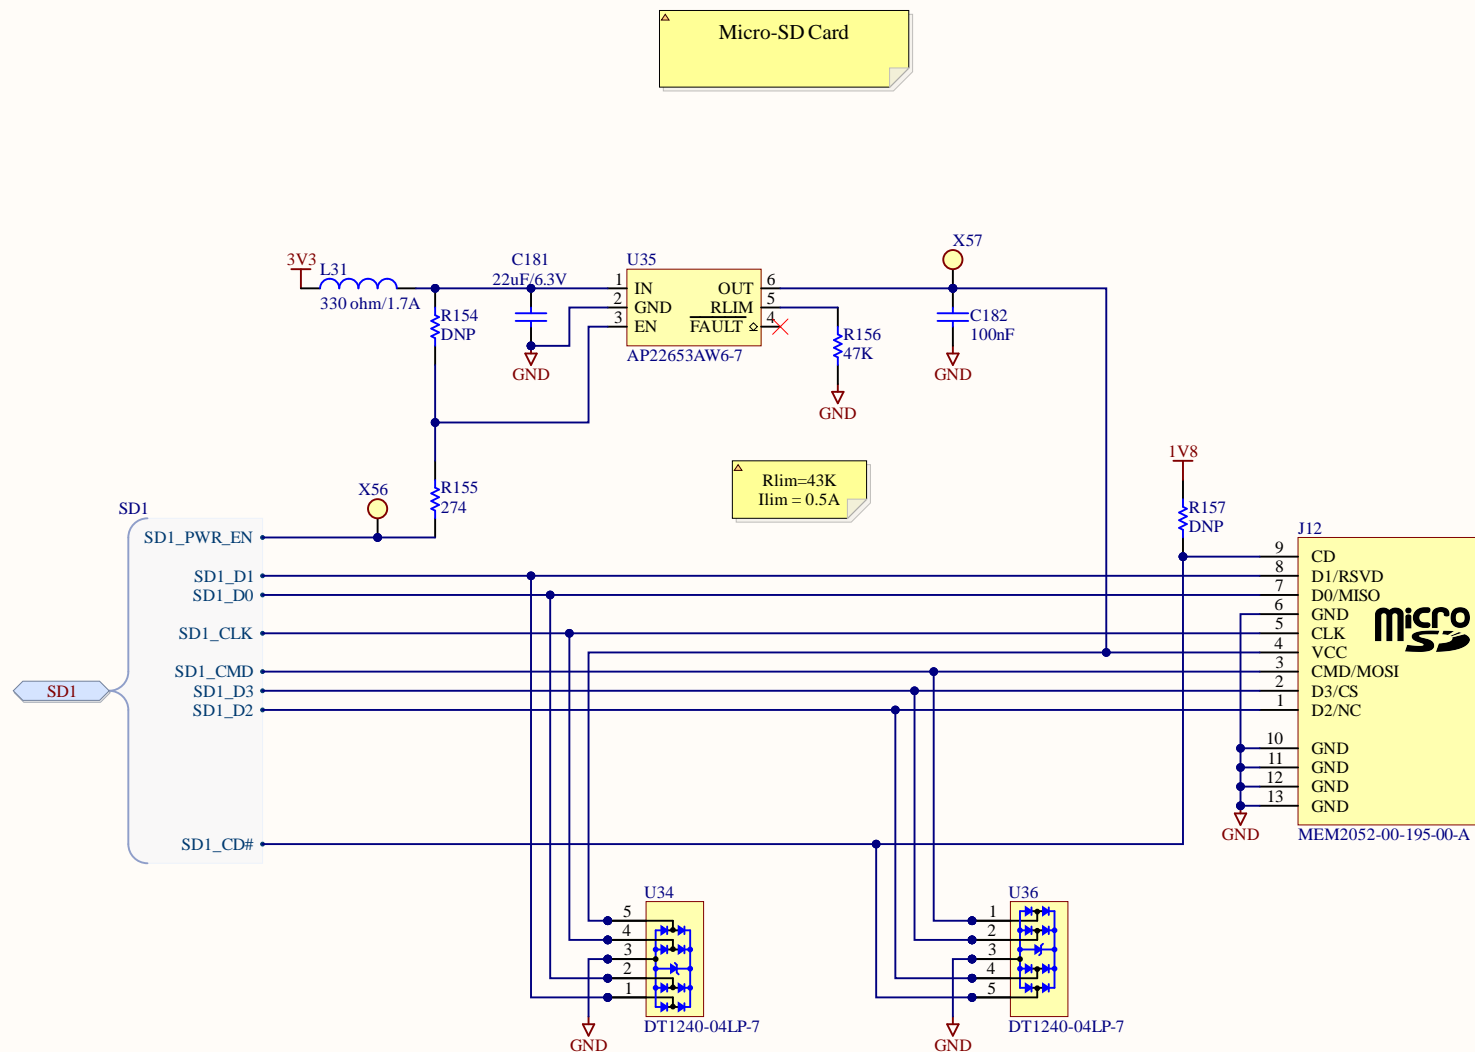 Micro-SD Card
3V3
L31
330 ohm/1.7A
R154
DNP
C181
22uF/6.3V
GND
U35
1 IN
2 GND
3 EN
OUT 6
RLIM 5
FAULT 4
AP22653AW6-7
R156
47K
GND
X57
C182
100nF
GND
Rlim=43K
Ilim = 0.5A
1V8
R157
DNP
X56
R155
274
SD1
SD1
SD1_PWR_EN
SD1_D1
SD1_D0
SD1_CLK
SD1_CMD
SD1_D3
SD1_D2
SD1_CD#
J12
9 CD
8 D1/RSVD
7 D0/MISO
6 GND
5 CLK
4 VCC
3 CMD/MOSI
2 D3/CS
1 D2/NC
10 GND
11 GND
12 GND
13 GND
micro
SD
GND
MEM2052-00-195-00-A
U34
5
4
3
2
1
DT1240-04LP-7
GND
U36
1
2
3
4
5
DT1240-04LP-7
GND